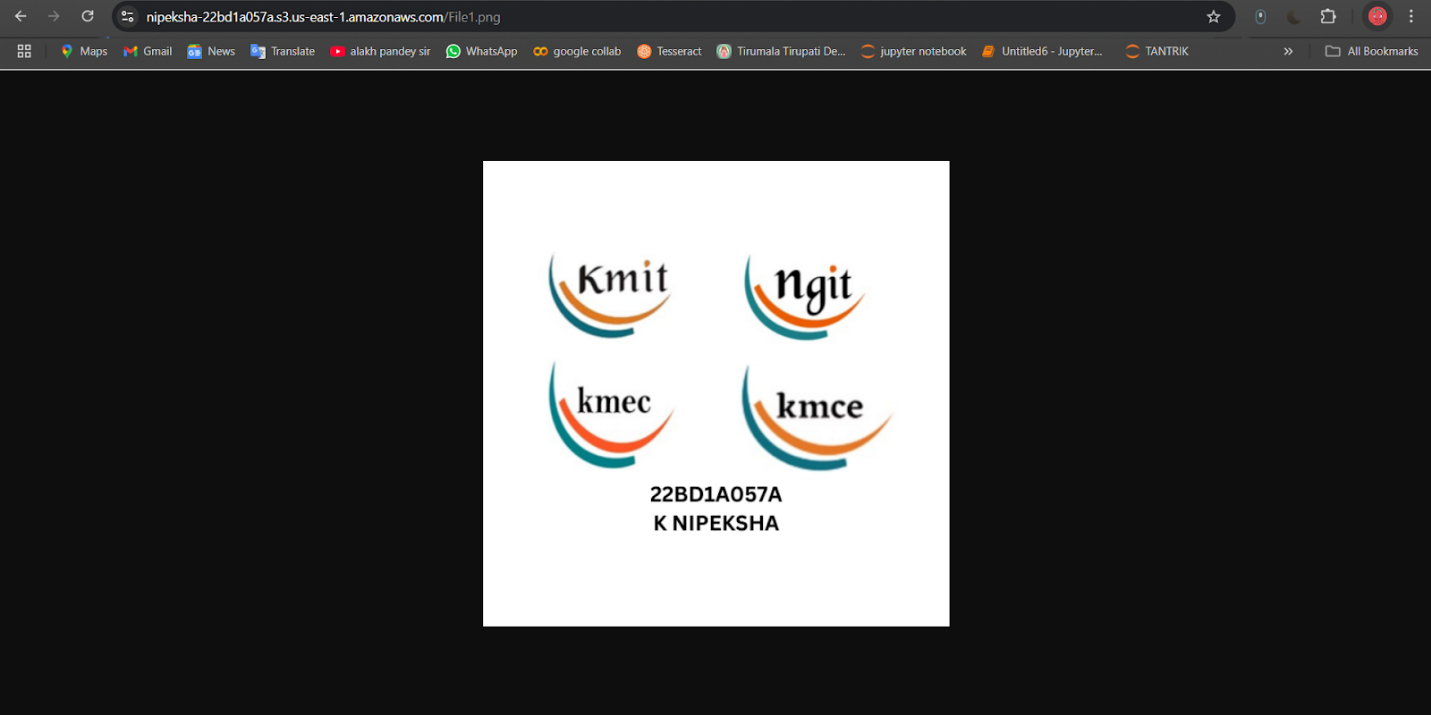 nipeksha-22bd1a057a.s3.us-east-1.amazonaws.com/File1.png
Maps Gmail News Translate alakh pandey sir WhatsApp google collab Tesseract Tirumala Tirupati De... jupyter notebook Untitled6 - Jupyter... TANTRIK » All Bookmarks
Kmit Ngit
kmec kmce
22BD1A057A
K NIPEKSHA